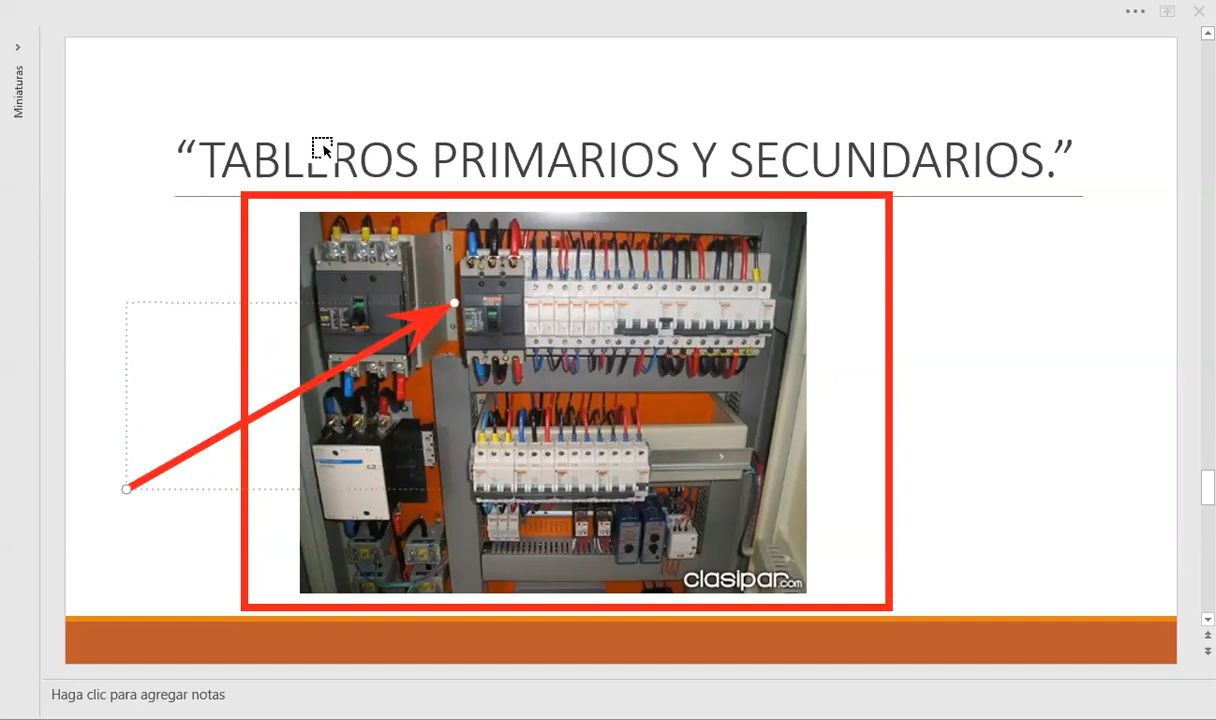 Miniaturas
“TABLEROS PRIMARIOS Y SECUNDARIOS.”
clasipar.com
Haga clic para agregar notas